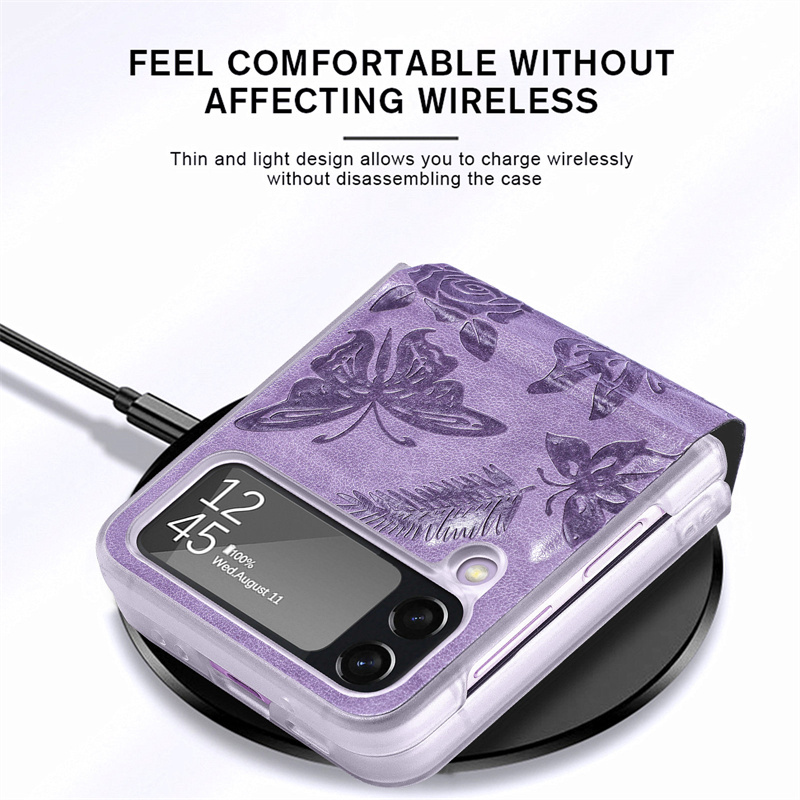 FEEL COMFORTABLE WITHOUT
AFFECTING WIRELESS
Thin and light design allows you to charge wirelessly
without disassembling the case
12
45
100%
Wed,August 11